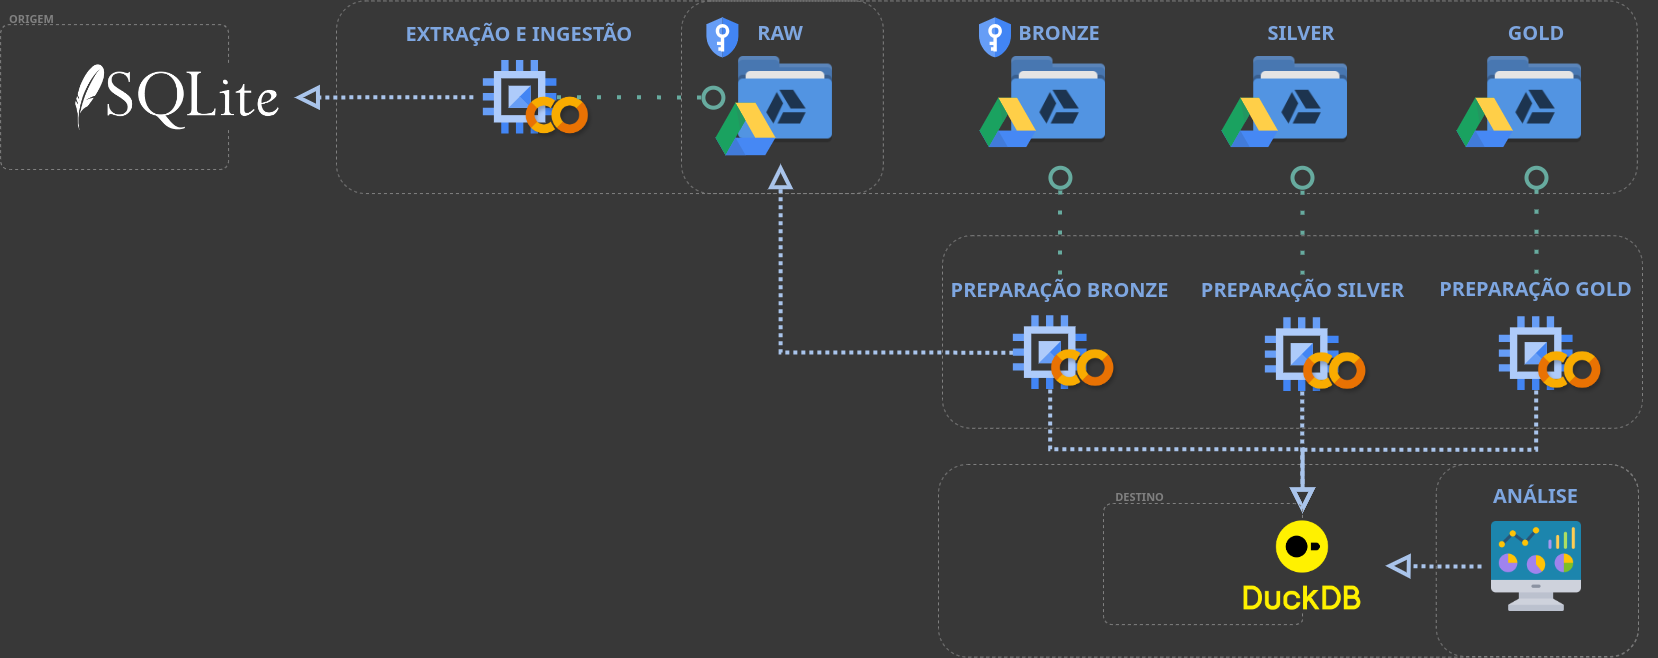 ORIGEM
SQLite
EXTRAÇÃO E INGESTÃO
RAW
BRONZE
SILVER
GOLD
PREPARAÇÃO BRONZE
PREPARAÇÃO SILVER
PREPARAÇÃO GOLD
DESTINO
DuckDB
ANÁLISE